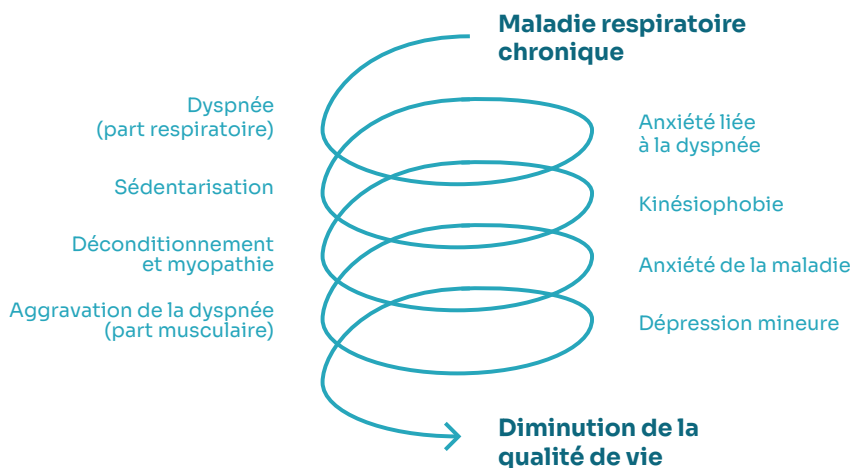 Maladie respiratoire
chronique
Dyspnée
(part respiratoire)
Anxiété liée
à la dyspnée
Sédentarisation
Kinésiophobie
Déconditionnement
et myopathie
Anxiété de la maladie
Aggravation de la dyspnée
(part musculaire)
Dépression mineure
Diminution de la
qualité de vie